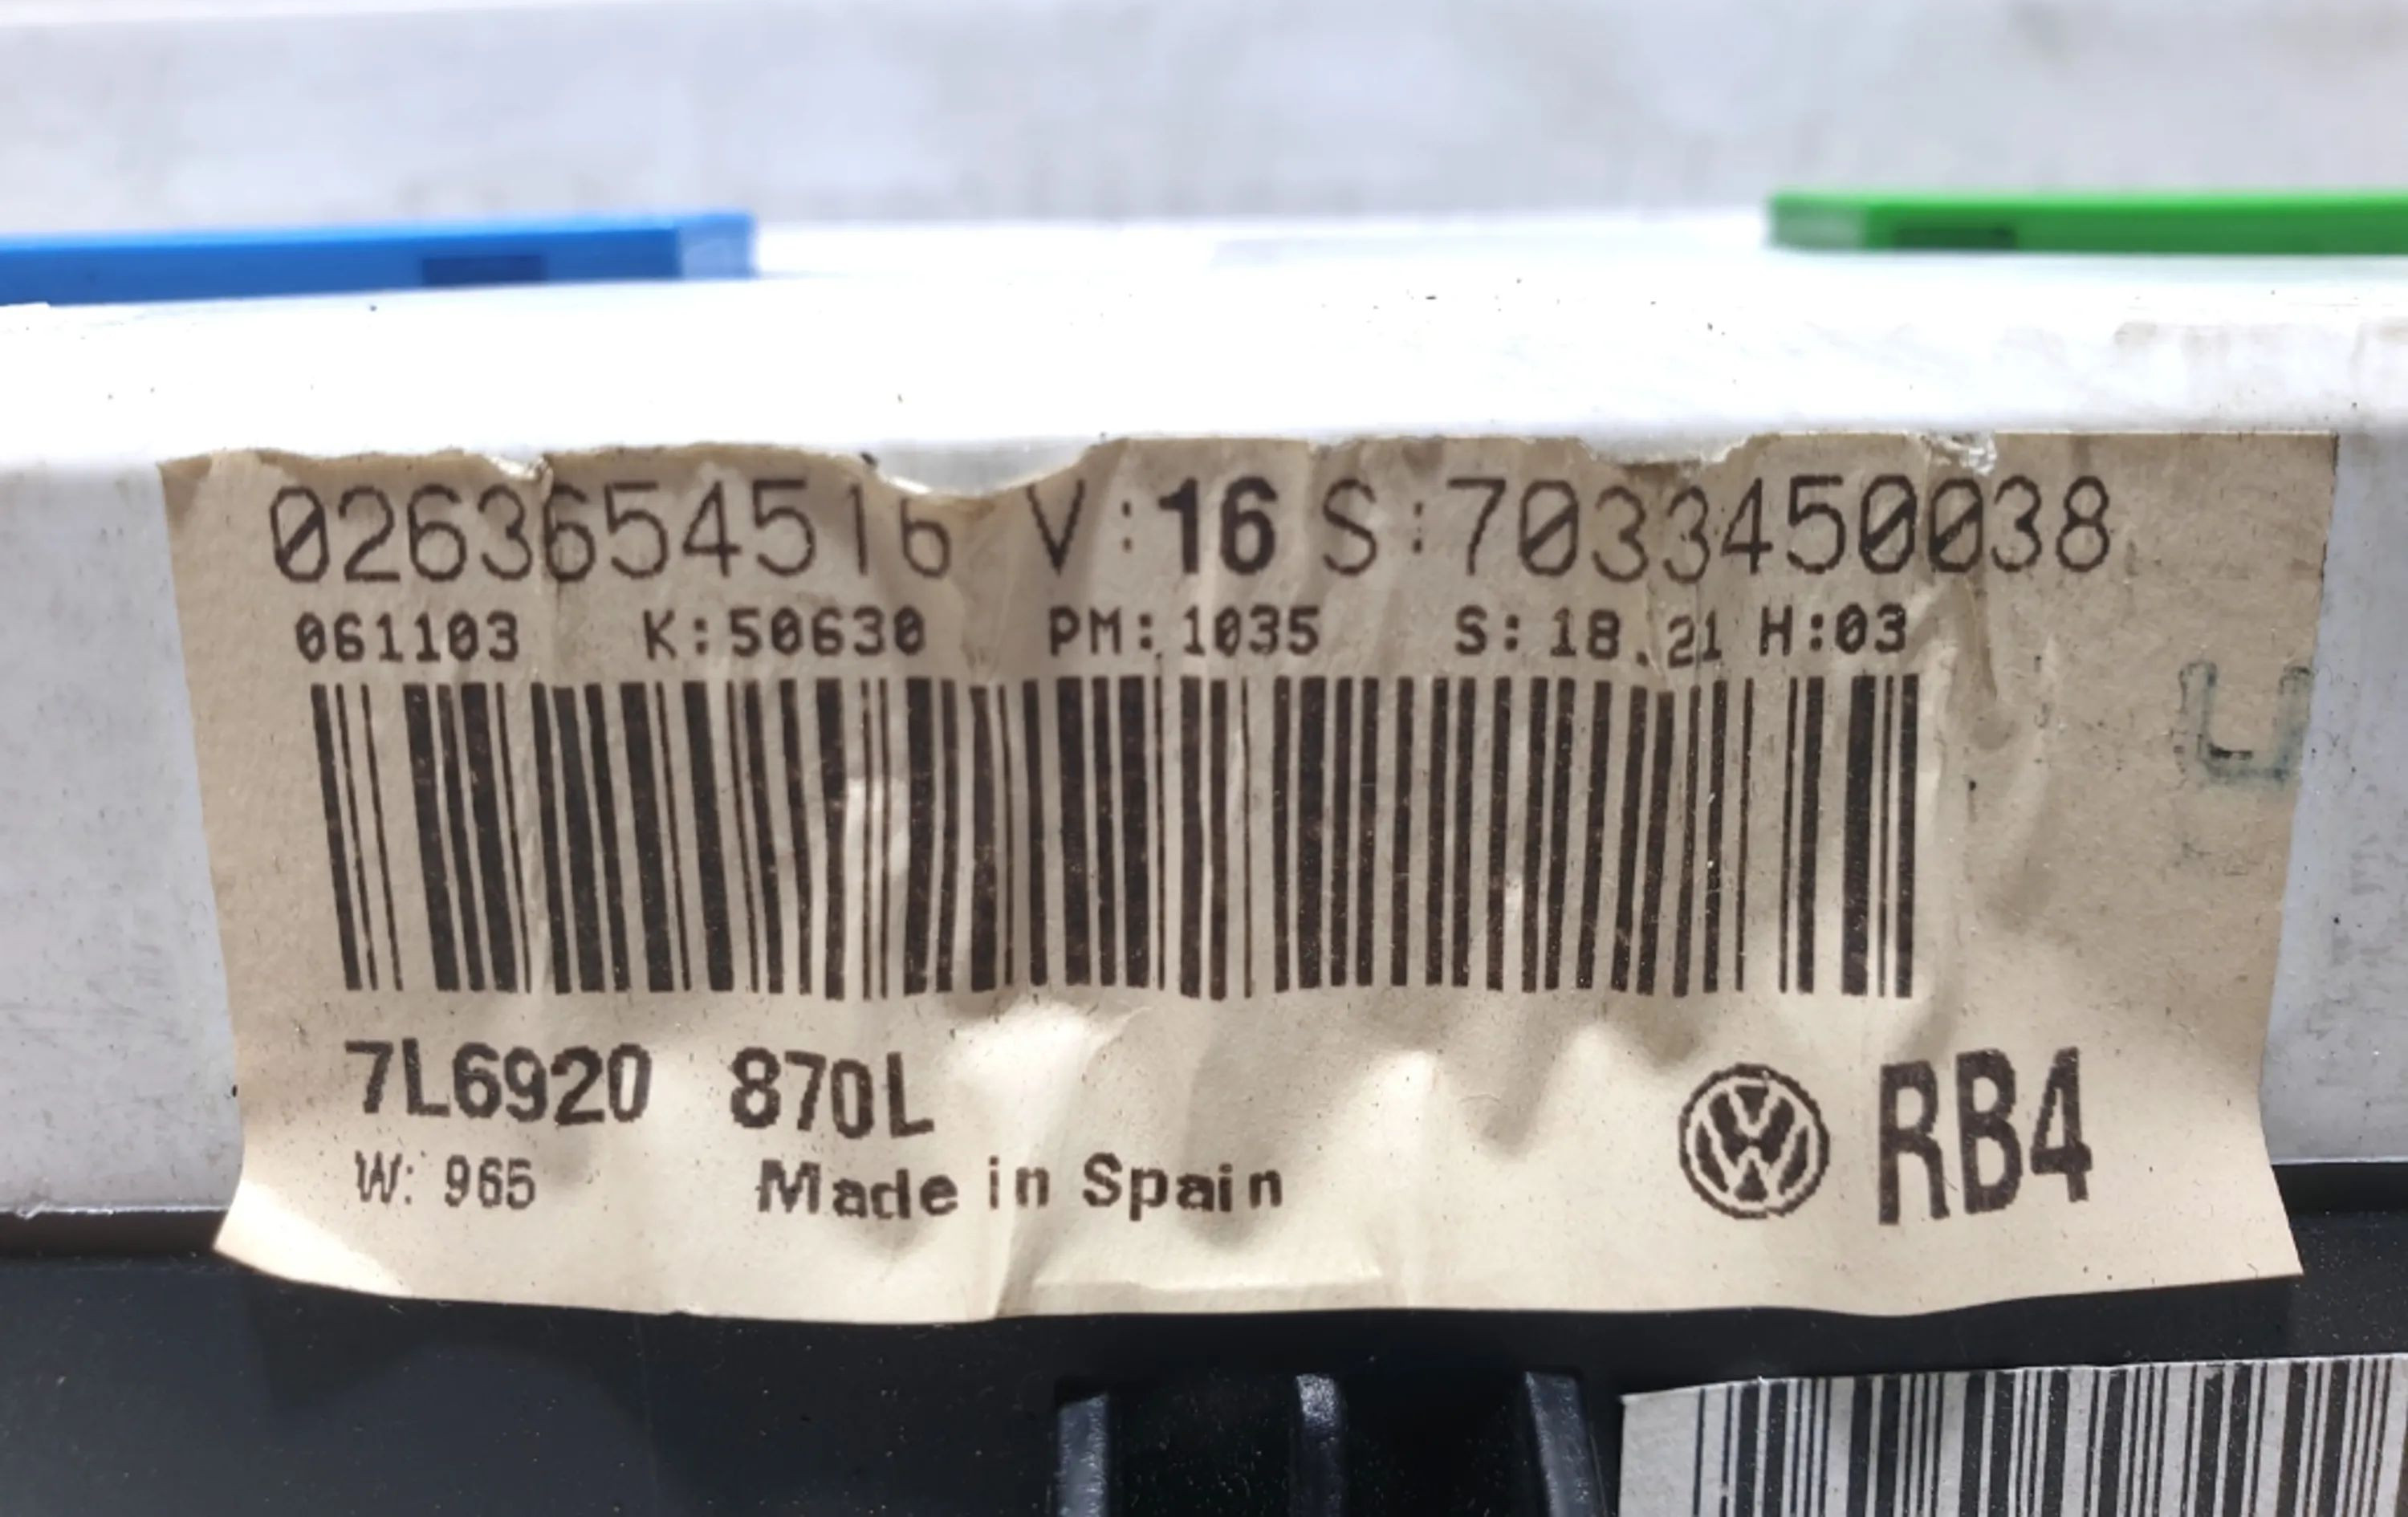 0263654516 V:16 S:7033450038
061103 K:50630 PM:1035 S:18.21 H:03
7L6920 870L
W: 965 Made in Spain
RB4